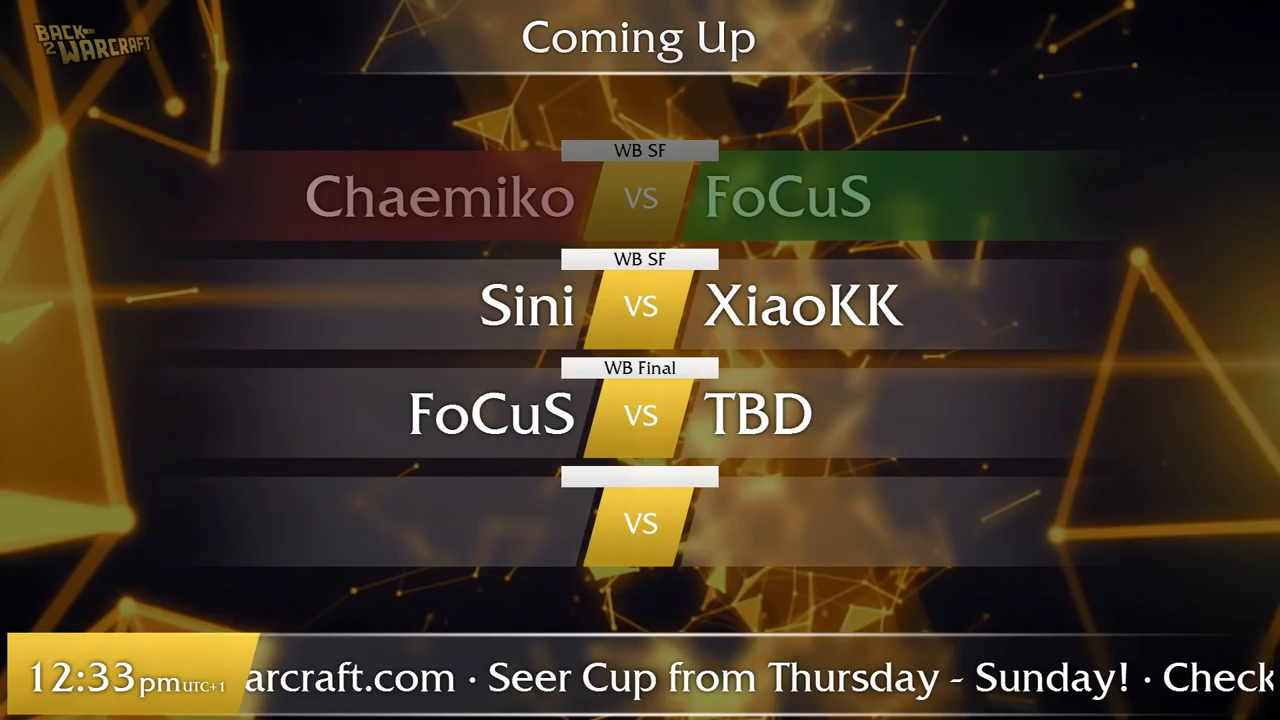 BACK
2 WARCRAFT
Coming Up
WB SF
Chaemiko VS FoCuS
WB SF
Sini VS XiaoKK
WB Final
FoCuS VS TBD
VS
12:33pm UTC+1 arcraft.com · Seer Cup from Thursday - Sunday! · Check